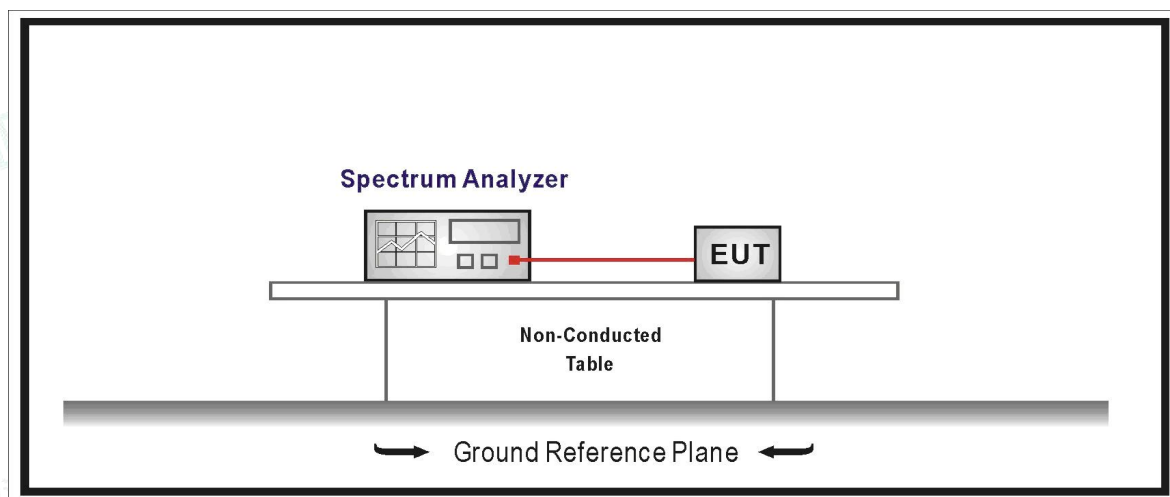 Spectrum Analyzer
EUT
Non-Conducted
Table
Ground Reference Plane